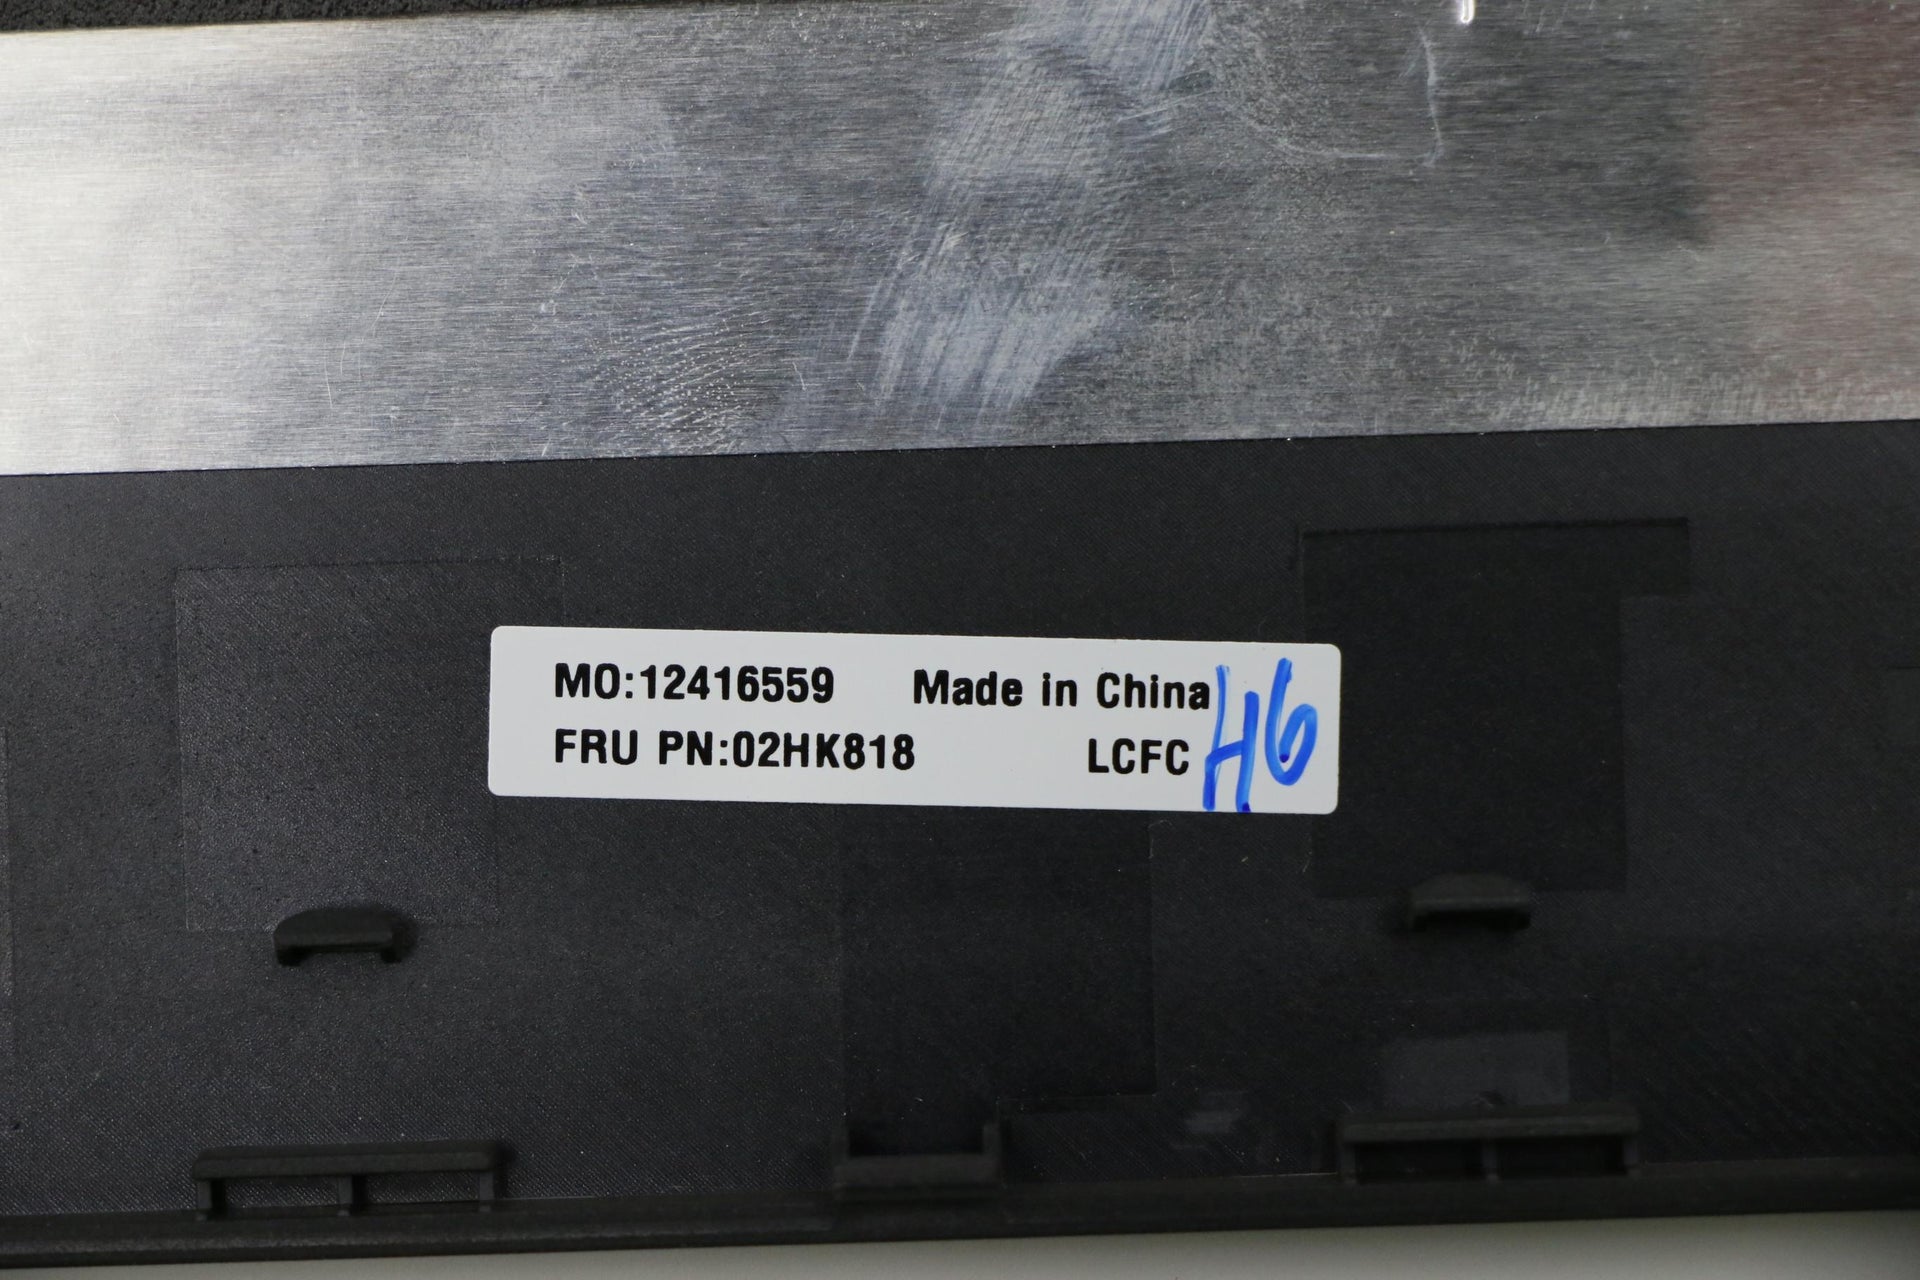 MO:12416559 Made in China
FRU PN:02HK818 LCFC
H6